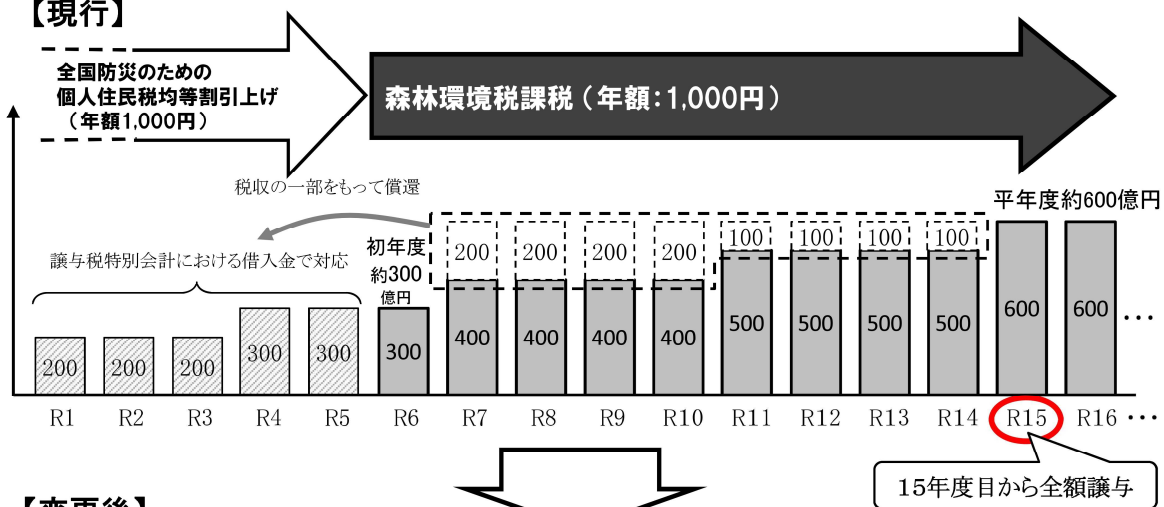 【現行】
全国防災のための
個人住民税均等割引上げ
（年額1,000円）
森林環境税課税（年額：1,000円）
税収の一部をもって償還
平年度約600億円
譲与税特別会計における借入金で対応
初年度
約300
億円
200 200 200 200 100 100 100 100
200 200 200 300 300 300 400 400 400 400 500 500 500 500 600 600 …
R1 R2 R3 R4 R5 R6 R7 R8 R9 R10 R11 R12 R13 R14 R15 R16 …
15年度目から全額譲与
【変更後】